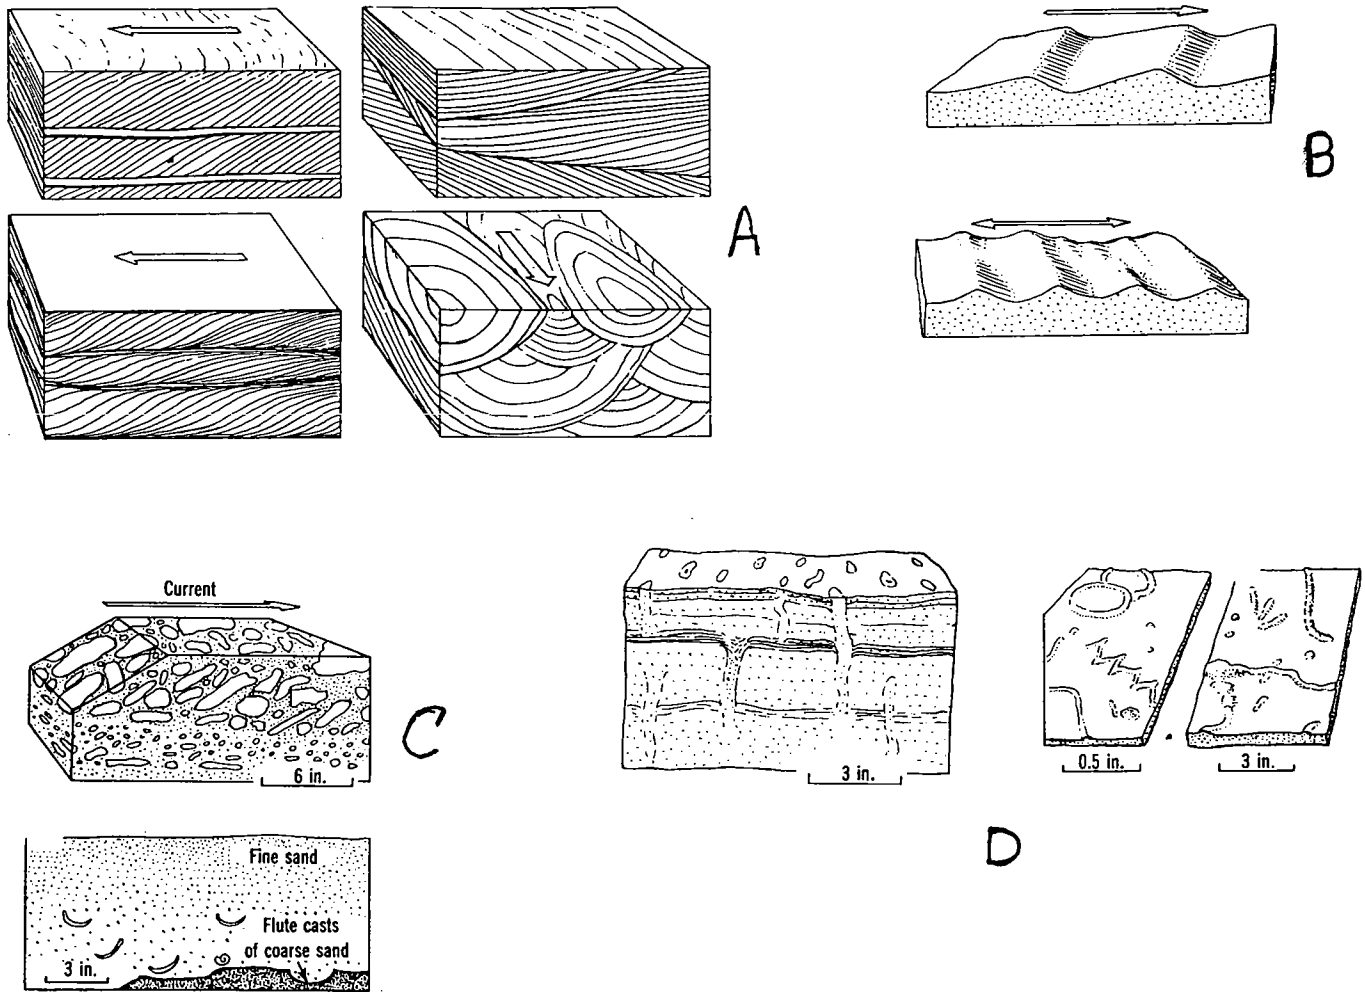 A
B
Current
6 in.
C
Fine sand
Flute casts
of coarse sand
3 in.
3 in.
0.5 in.
3 in.
D